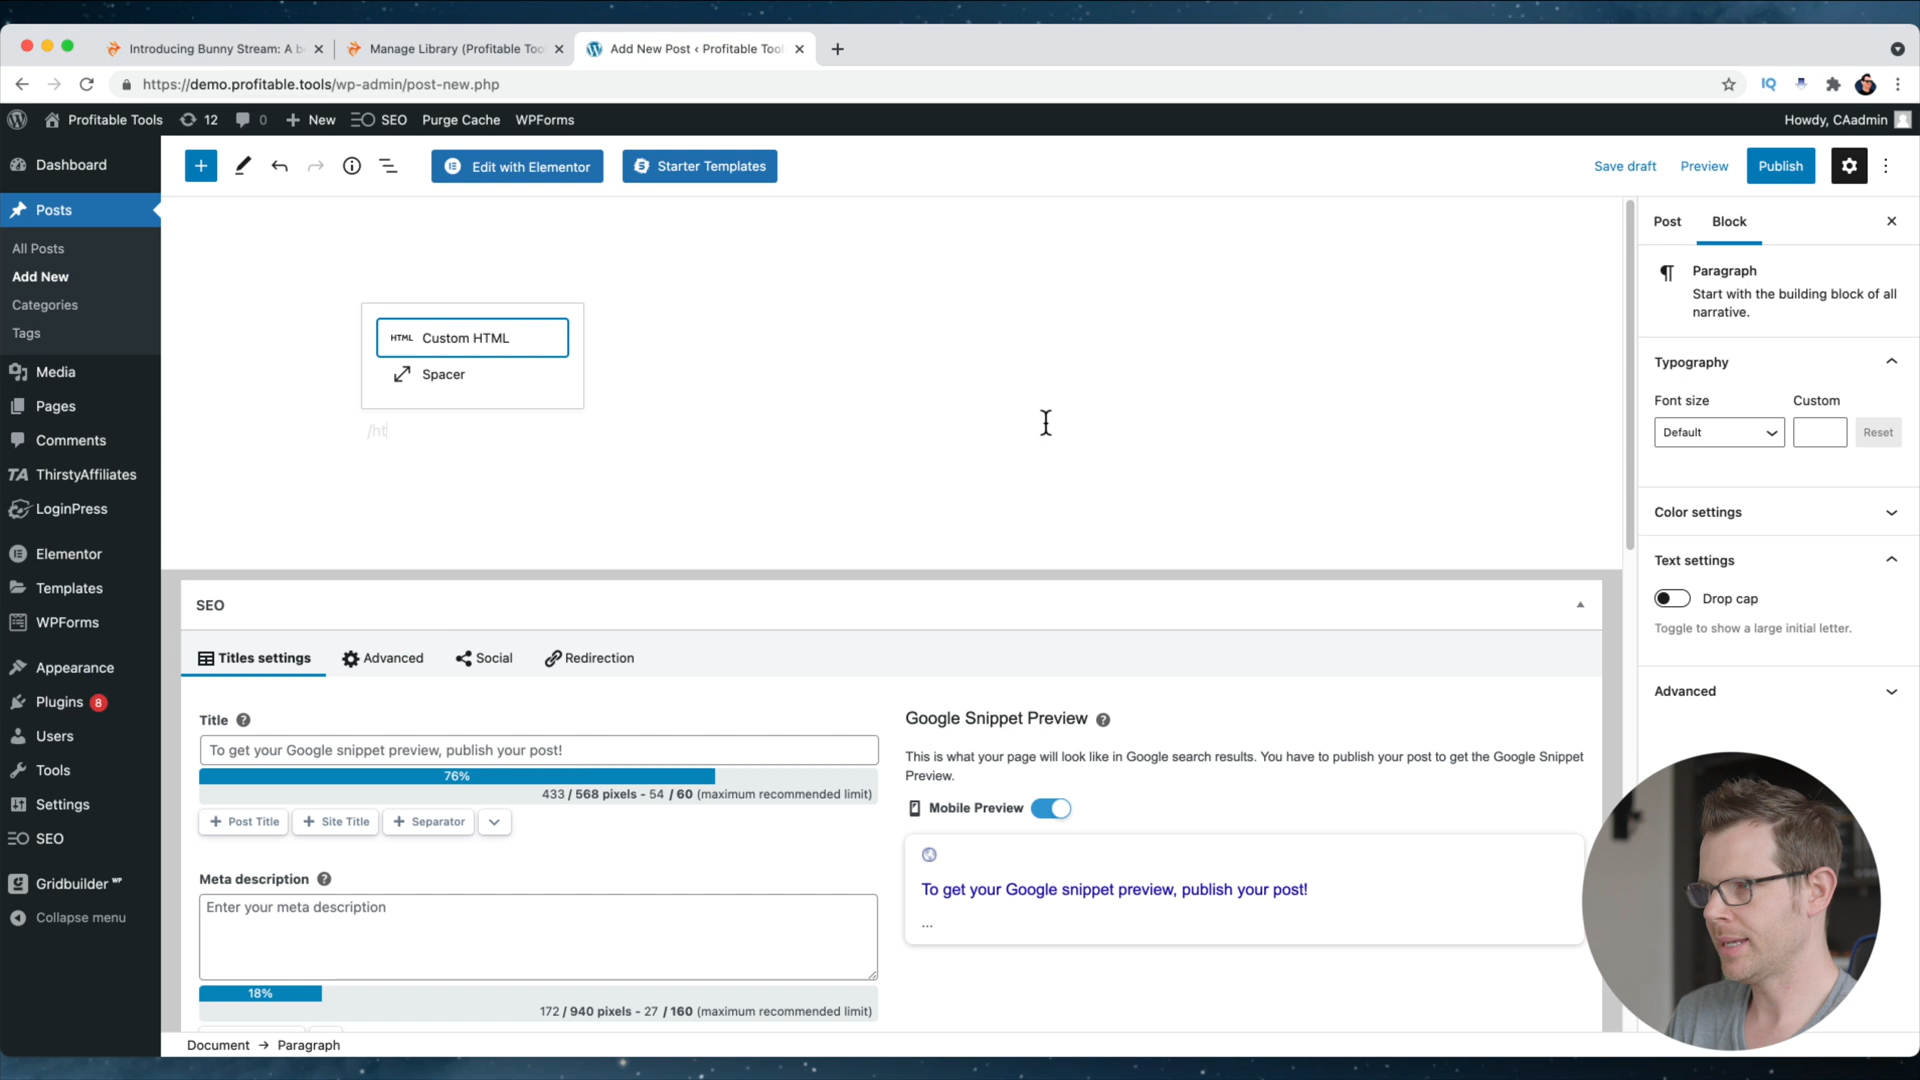 Introducing Bunny Stream: A b
Manage Library (Profitable Too
Add New Post ‹ Profitable Tool
https://demo.profitable.tools/wp-admin/post-new.php
IQ
Profitable Tools
12
0
New
SEO
Purge Cache
WPForms
Howdy, CAadmin
Dashboard
Posts
All Posts
Add New
Categories
Tags
Media
Pages
Comments
TA ThirstyAffiliates
LoginPress
Elementor
Templates
WPForms
Appearance
Plugins 8
Users
Tools
Settings
SEO
Gridbuilder WP
Collapse menu
Edit with Elementor
Starter Templates
Save draft
Preview
Publish
HTML Custom HTML
Spacer
/ht
SEO
Titles settings
Advanced
Social
Redirection
Title
To get your Google snippet preview, publish your post!
76%
433 / 568 pixels - 54 / 60 (maximum recommended limit)
+ Post Title
+ Site Title
+ Separator
Meta description
Enter your meta description
18%
172 / 940 pixels - 27 / 160 (maximum recommended limit)
Google Snippet Preview
This is what your page will look like in Google search results. You have to publish your post to get the Google Snippet
Preview.
Mobile Preview
To get your Google snippet preview, publish your post!
...
Document → Paragraph
Post
Block
Paragraph
Start with the building block of all
narrative.
Typography
Font size
Custom
Default
Reset
Color settings
Text settings
Drop cap
Toggle to show a large initial letter.
Advanced